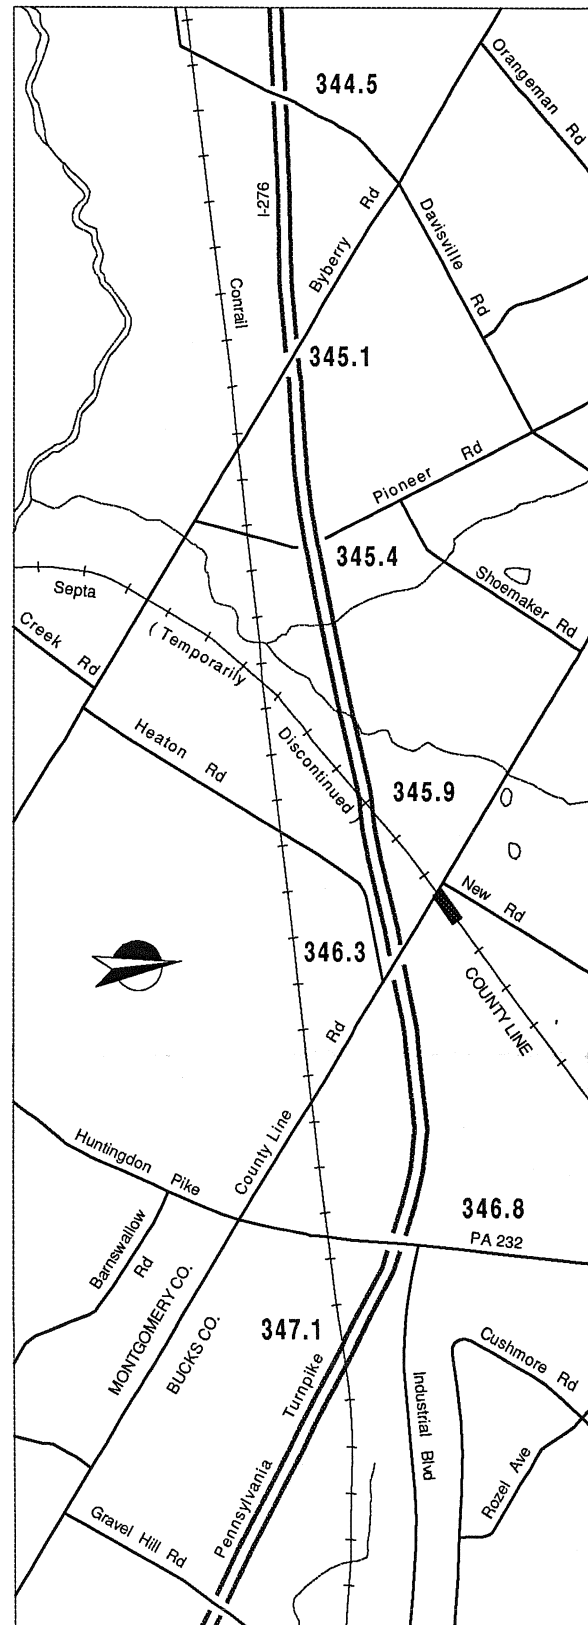 344.5
Orangeman Rd
I-276
Byberry Rd
Davisville Rd
Conrail
345.1
Pioneer Rd
345.4
Septa
( Temporarily
Discontinued )
Shoemaker Rd
Creek Rd
Heaton Rd
345.9
New Rd
346.3
COUNTY LINE
County Line Rd
Huntingdon Pike
346.8
PA 232
Barnswallow Rd
MONTGOMERY CO.
BUCKS CO.
347.1
Pennsylvania Turnpike
Industrial Blvd
Cushmore Rd
Rozel Ave
Gravel Hill Rd